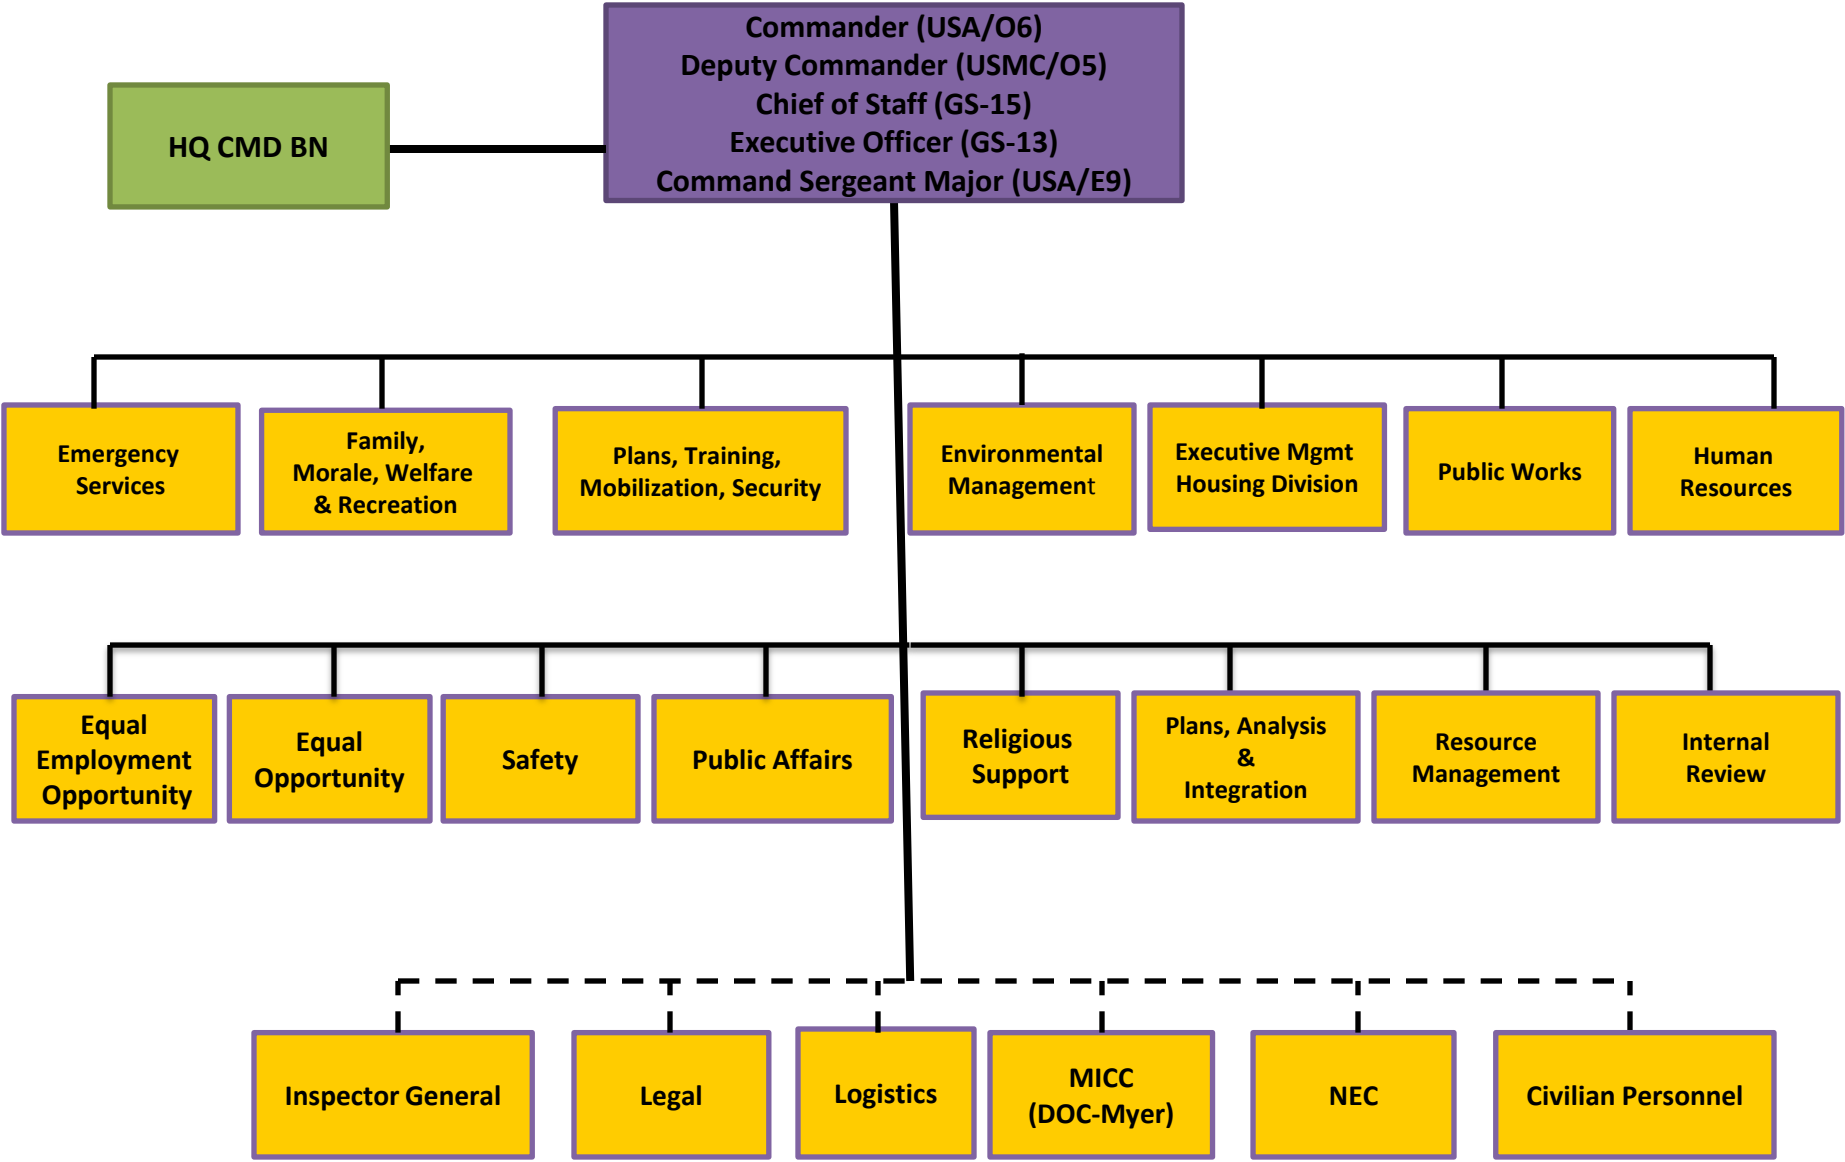 Commander (USA/O6)
Deputy Commander (USMC/O5)
Chief of Staff (GS-15)
Executive Officer (GS-13)
Command Sergeant Major (USA/E9)
HQ CMD BN
Emergency
Services
Family,
Morale, Welfare
& Recreation
Plans, Training,
Mobilization, Security
Environmental
Management
Executive Mgmt
Housing Division
Public Works
Human
Resources
Equal
Employment
Opportunity
Equal
Opportunity
Safety
Public Affairs
Religious
Support
Plans, Analysis
&
Integration
Resource
Management
Internal
Review
Inspector General
Legal
Logistics
MICC
(DOC-Myer)
NEC
Civilian Personnel